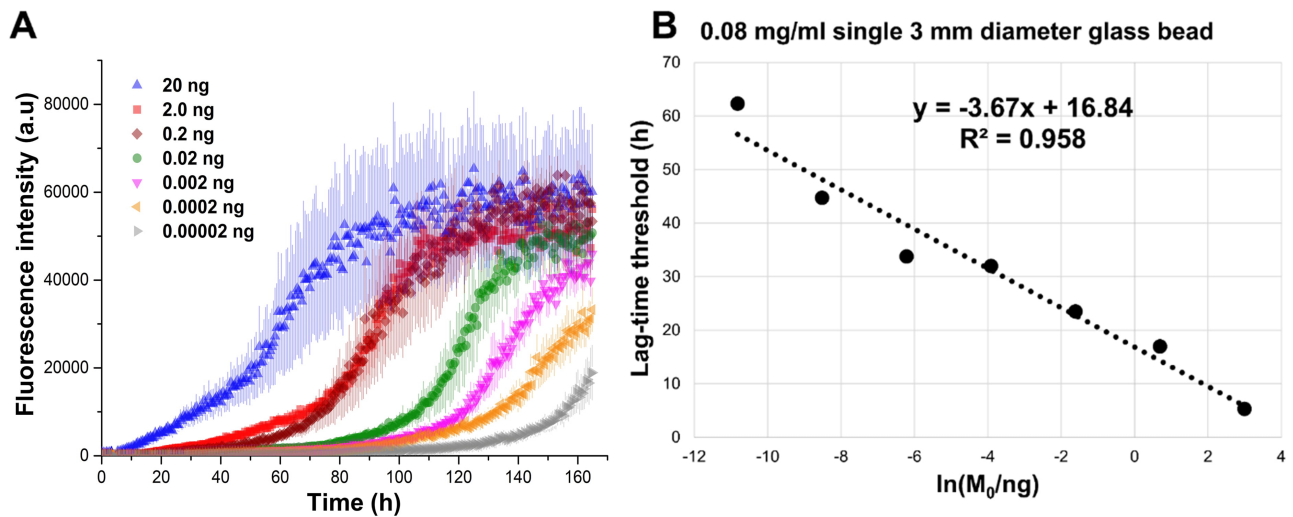 A
Fluorescence intensity (a.u)
80000
60000
40000
20000
0
20 ng
2.0 ng
0.2 ng
0.02 ng
0.002 ng
0.0002 ng
0.00002 ng
0 20 40 60 80 100 120 140 160
Time (h)
B 0.08 mg/ml single 3 mm diameter glass bead
Lag-time threshold (h)
70
60
50
40
30
20
10
0
y = -3.67x + 16.84
R² = 0.958
-12 -10 -8 -6 -4 -2 0 2 4
ln(M₀/ng)